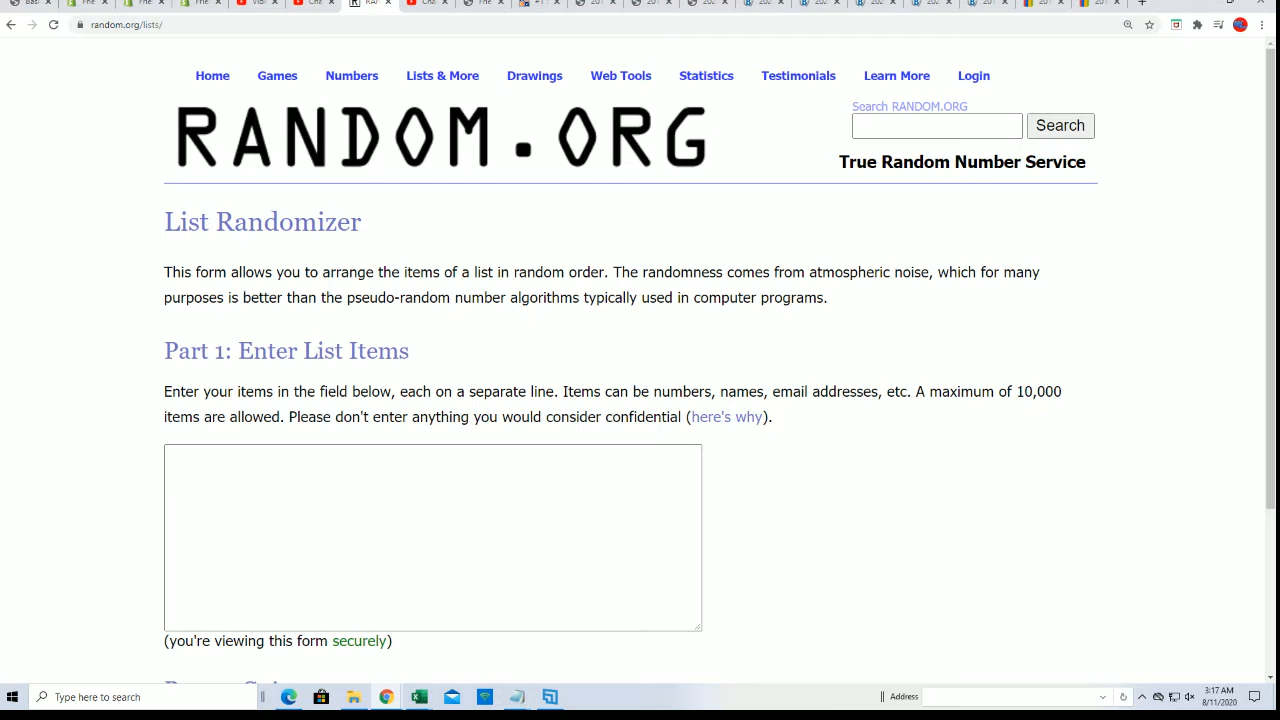 random.org/lists/
Home Games Numbers Lists & More Drawings Web Tools Statistics Testimonials Learn More Login
RANDOM.ORG
Search RANDOM.ORG
Search
True Random Number Service
List Randomizer
This form allows you to arrange the items of a list in random order. The randomness comes from atmospheric noise, which for many
purposes is better than the pseudo-random number algorithms typically used in computer programs.
Part 1: Enter List Items
Enter your items in the field below, each on a separate line. Items can be numbers, names, email addresses, etc. A maximum of 10,000
items are allowed. Please don't enter anything you would consider confidential (here's why).
(you're viewing this form securely)
Type here to search
Address
3:17 AM
8/11/2020